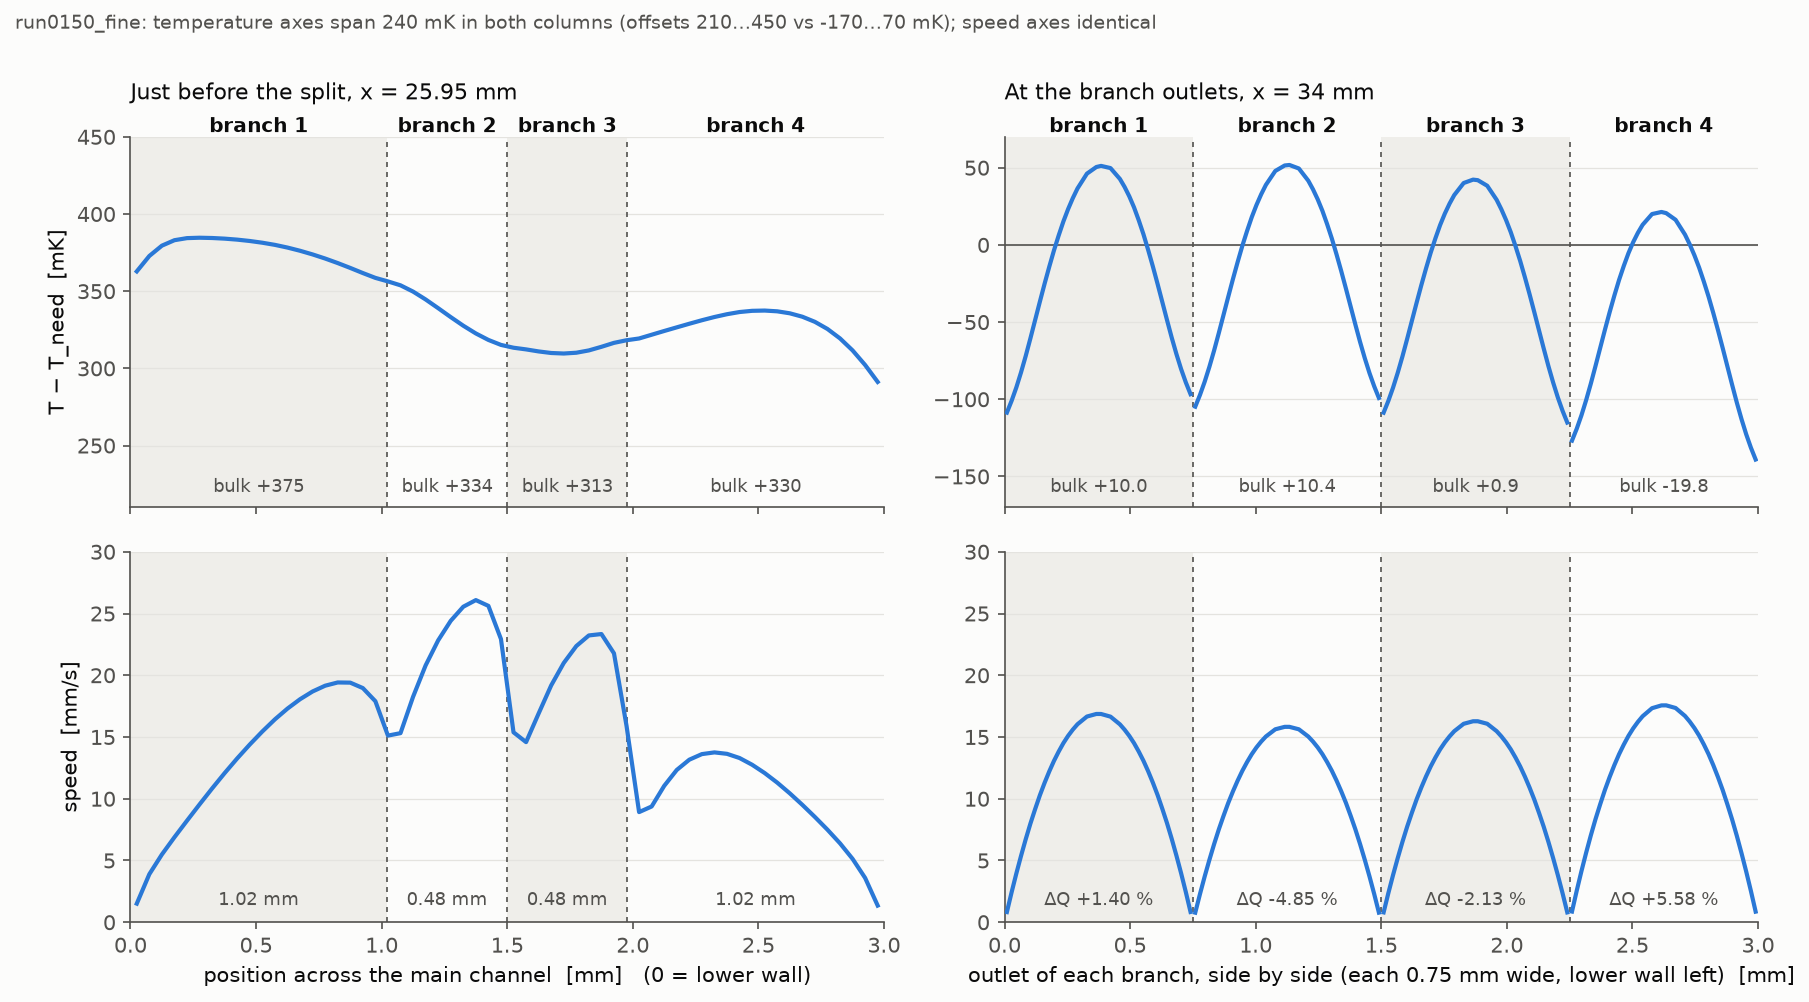 run0150_fine: temperature axes span 240 mK in both columns (offsets 210…450 vs -170…70 mK); speed axes identical
Just before the split, x = 25.95 mm
branch 1 branch 2 branch 3 branch 4
450
400
350
300
250
T − T_need [mK]
bulk +375 bulk +334 bulk +313 bulk +330
At the branch outlets, x = 34 mm
branch 1 branch 2 branch 3 branch 4
50
0
−50
−100
−150
bulk +10.0 bulk +10.4 bulk +0.9 bulk -19.8
30
25
20
15
10
5
0
speed [mm/s]
1.02 mm 0.48 mm 0.48 mm 1.02 mm
0.0 0.5 1.0 1.5 2.0 2.5 3.0
position across the main channel [mm] (0 = lower wall)
30
25
20
15
10
5
0
ΔQ +1.40 % ΔQ -4.85 % ΔQ -2.13 % ΔQ +5.58 %
0.0 0.5 1.0 1.5 2.0 2.5 3.0
outlet of each branch, side by side (each 0.75 mm wide, lower wall left) [mm]